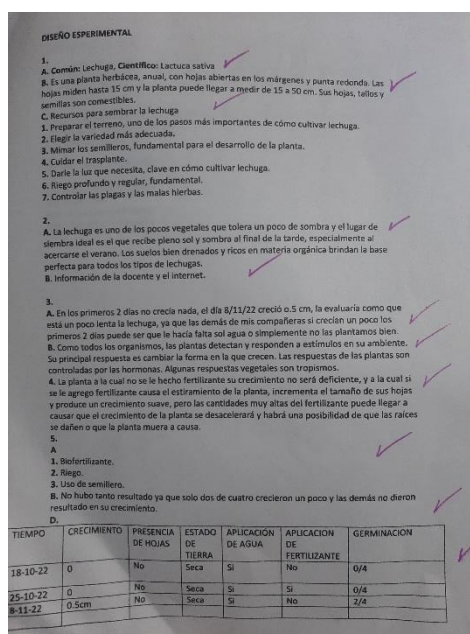 DISEÑO ESPERIMENTAL
1.
A. Común: Lechuga, Científico: Lactuca sativa
B. Es una planta herbácea, anual, con hojas abiertas en los márgenes y punta redonda. Las
hojas miden hasta 15 cm y la planta puede llegar a medir de 15 a 50 cm. Sus hojas, tallos y
semillas son comestibles.
C. Recursos para sembrar la lechuga
1. Preparar el terreno, uno de los pasos más importantes de cómo cultivar lechuga.
2. Elegir la variedad más adecuada.
3. Mimar los semilleros, fundamental para el desarrollo de la planta.
4. Cuidar el trasplante.
5. Darle la luz que necesita, clave en cómo cultivar lechuga.
6. Riego profundo y regular, fundamental.
7. Controlar las plagas y las malas hierbas.
2.
A. La lechuga es uno de los pocos vegetales que tolera un poco de sombra y el lugar de
siembra ideal es el que recibe pleno sol y sombra al final de la tarde, especialmente al
acercarse el verano. Los suelos bien drenados y ricos en materia orgánica brindan la base
perfecta para todos los tipos de lechugas.
B. Información de la docente y el internet.
3.
A. En los primeros 2 días no crecía nada, el día 8/11/22 creció o.5 cm, la evaluaría como que
está un poco lenta la lechuga, ya que las demás de mis compañeras si crecían un poco los
primeros 2 días puede ser que le hacía falta sol agua o simplemente no las plantamos bien.
B. Como todos los organismos, las plantas detectan y responden a estímulos en su ambiente.
Su principal respuesta es cambiar la forma en la que crecen. Las respuestas de las plantas son
controladas por las hormonas. Algunas respuestas vegetales son tropismos.
4. La planta a la cual no se le hecho fertilizante su crecimiento no será deficiente, y a la cual si
se le agrego fertilizante causa el estiramiento de la planta, incrementa el tamaño de sus hojas
y produce un crecimiento suave, pero las cantidades muy altas del fertilizante puede llegar a
causar que el crecimiento de la planta se desacelerará y habrá una posibilidad de que las raíces
se dañen o que la planta muera a causa.
5.
A
1. Biofertilizante.
2. Riego.
3. Uso de semillero.
B. No hubo tanto resultado ya que solo dos de cuatro crecieron un poco y las demás no dieron
resultado en su crecimiento.
D.
TIEMPO CRECIMIENTO PRESENCIA DE HOJAS ESTADO DE TIERRA APLICACIÓN DE AGUA APLICACION DE FERTILIZANTE GERMINACION
18-10-22 0 No Seca Si No 0/4
25-10-22 0 No Seca Si Si 0/4
8-11-22 0.5cm No Seca Si No 2/4